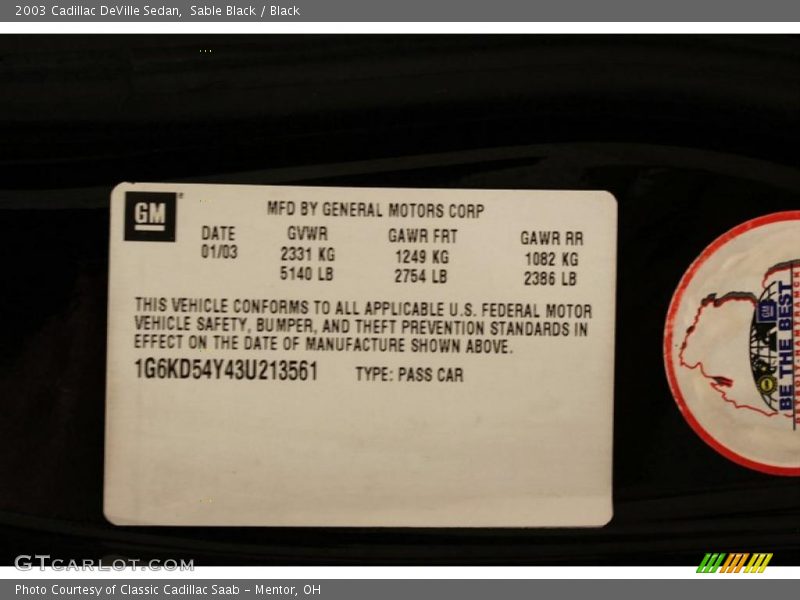 2003 Cadillac DeVille Sedan, Sable Black / Black
GM
MFD BY GENERAL MOTORS CORP
DATE GVWR GAWR FRT GAWR RR
01/03 2331 KG 1249 KG 1082 KG
5140 LB 2754 LB 2386 LB
THIS VEHICLE CONFORMS TO ALL APPLICABLE U.S. FEDERAL MOTOR
VEHICLE SAFETY, BUMPER, AND THEFT PREVENTION STANDARDS IN
EFFECT ON THE DATE OF MANUFACTURE SHOWN ABOVE.
1G6KD54Y43U213561 TYPE: PASS CAR
GM
BE THE BEST
GTCARLOT.COM
Photo Courtesy of Classic Cadillac Saab - Mentor, OH